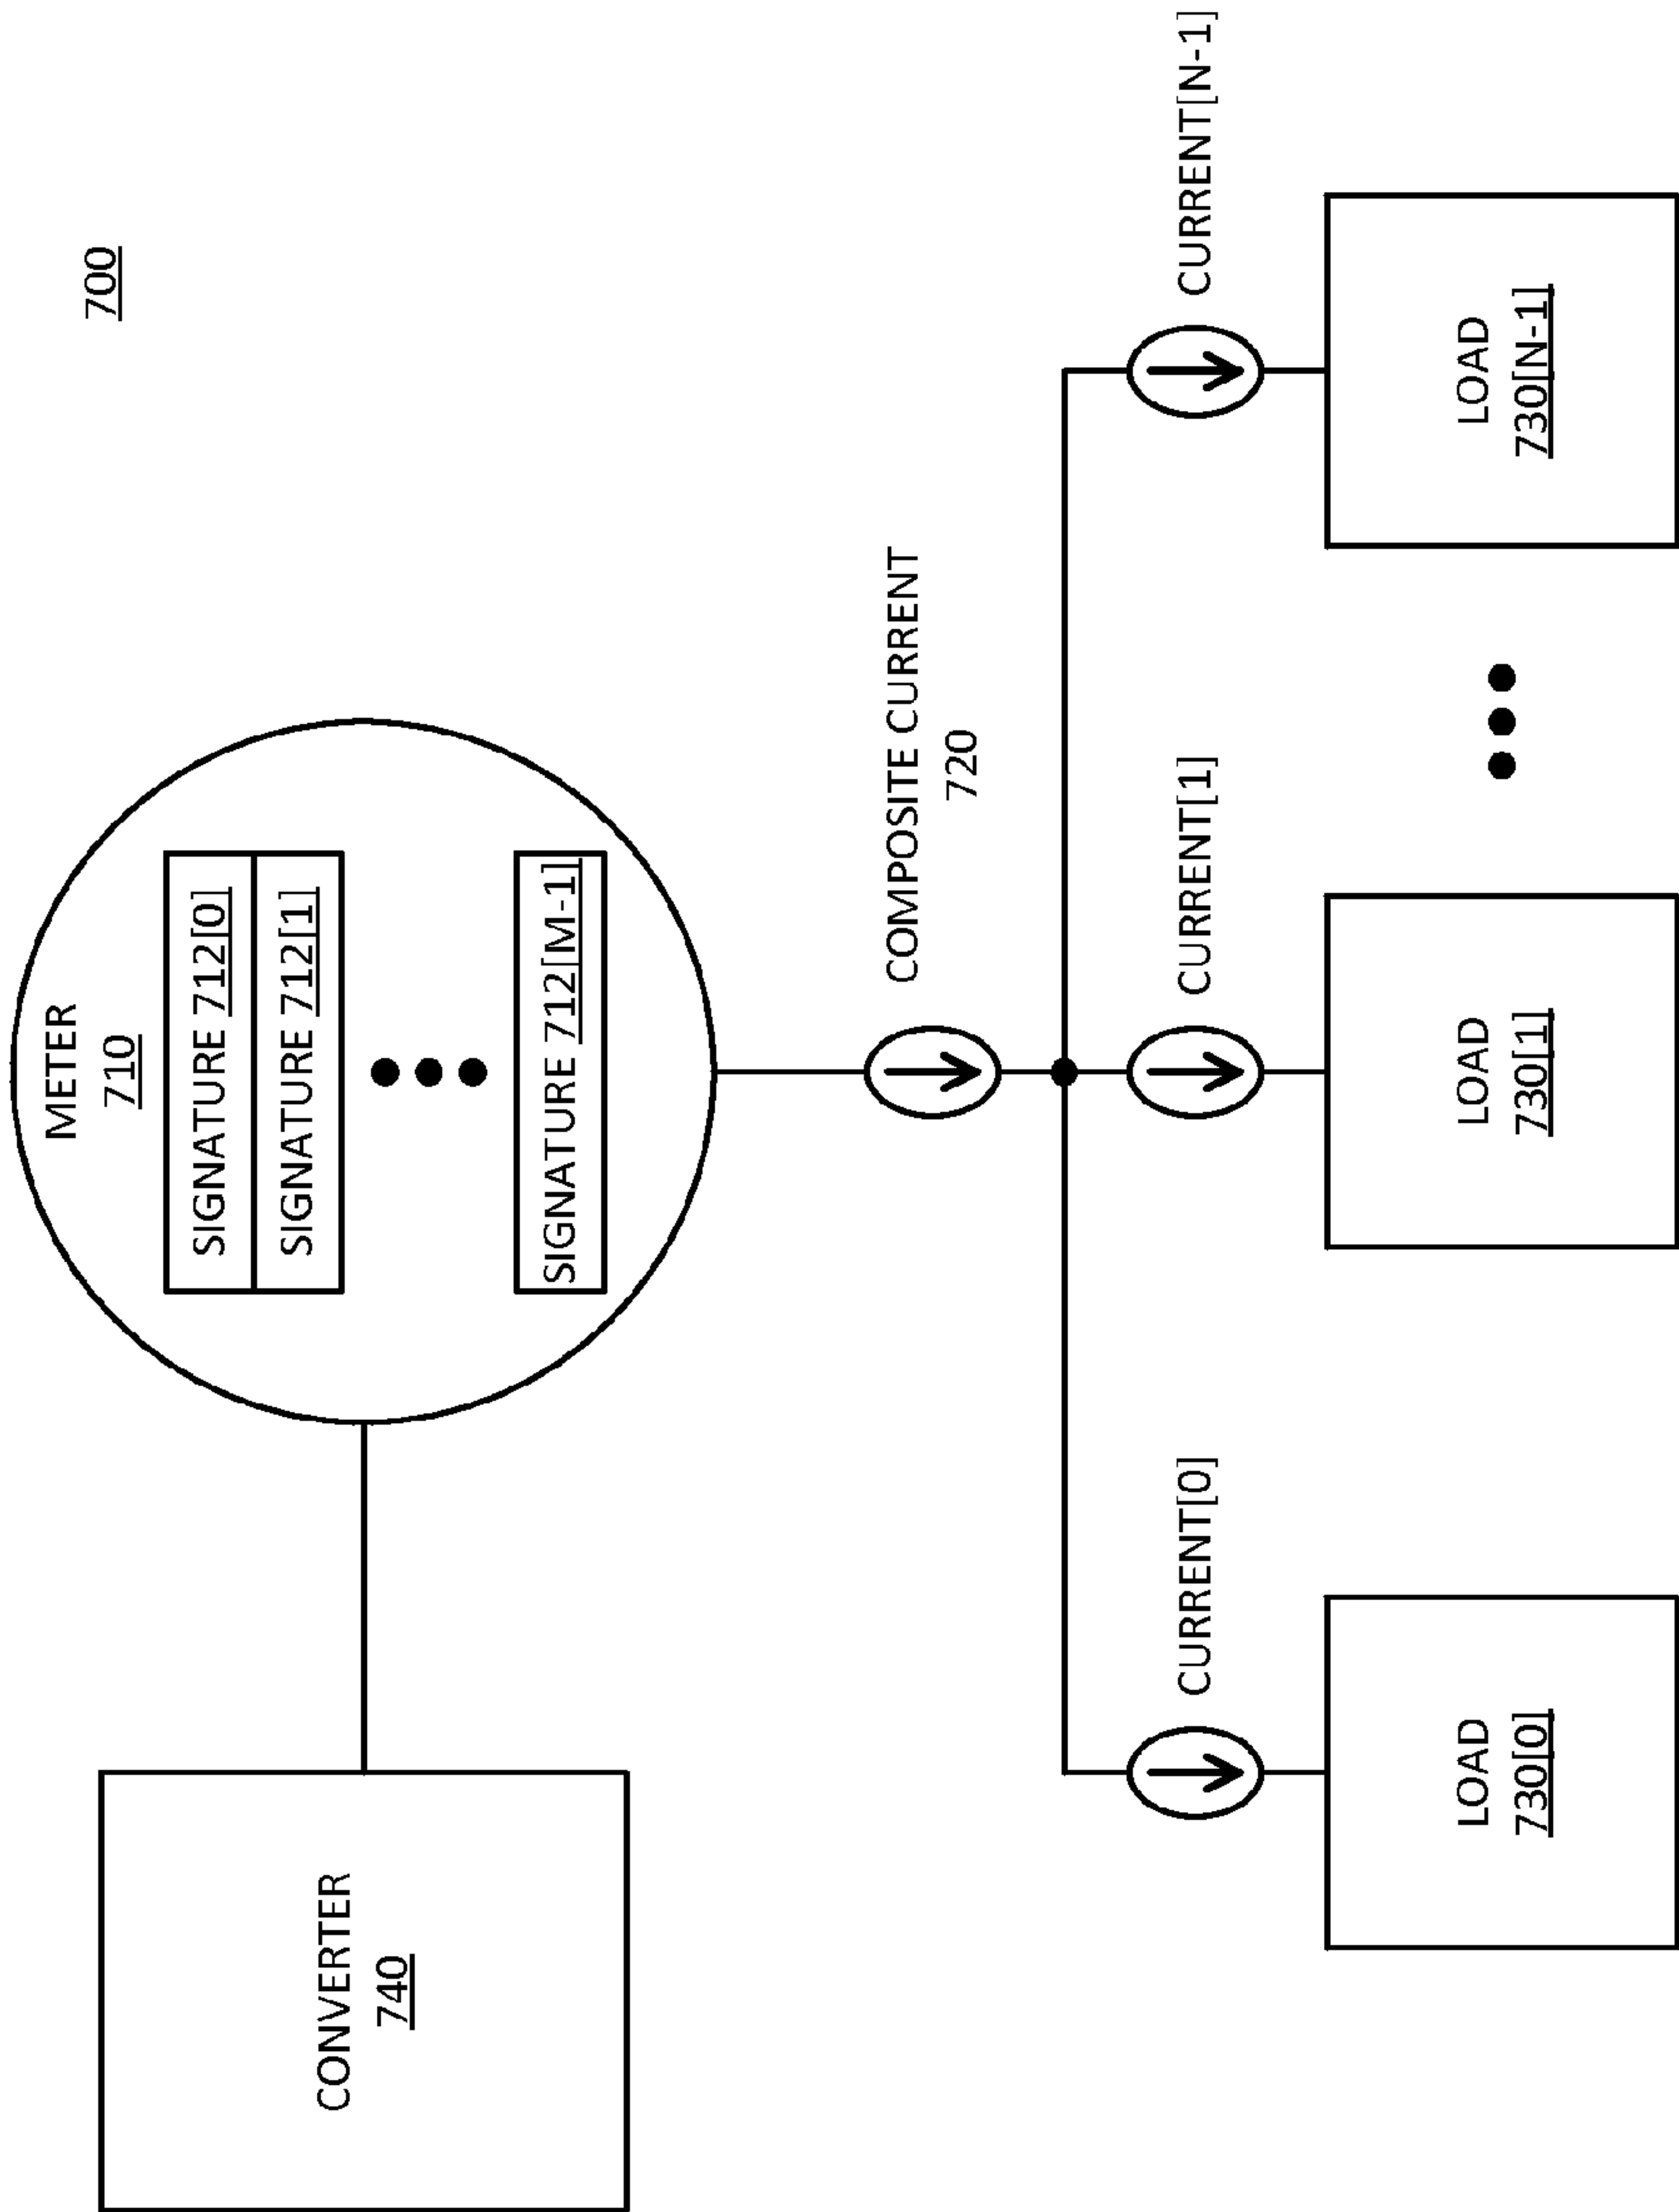 700
METER
710
SIGNATURE 712[0]
SIGNATURE 712[1]
SIGNATURE 712[M-1]
CONVERTER
740
COMPOSITE CURRENT
720
CURRENT[0]
CURRENT[1]
CURRENT[N-1]
LOAD
730[0]
LOAD
730[1]
LOAD
730[N-1]